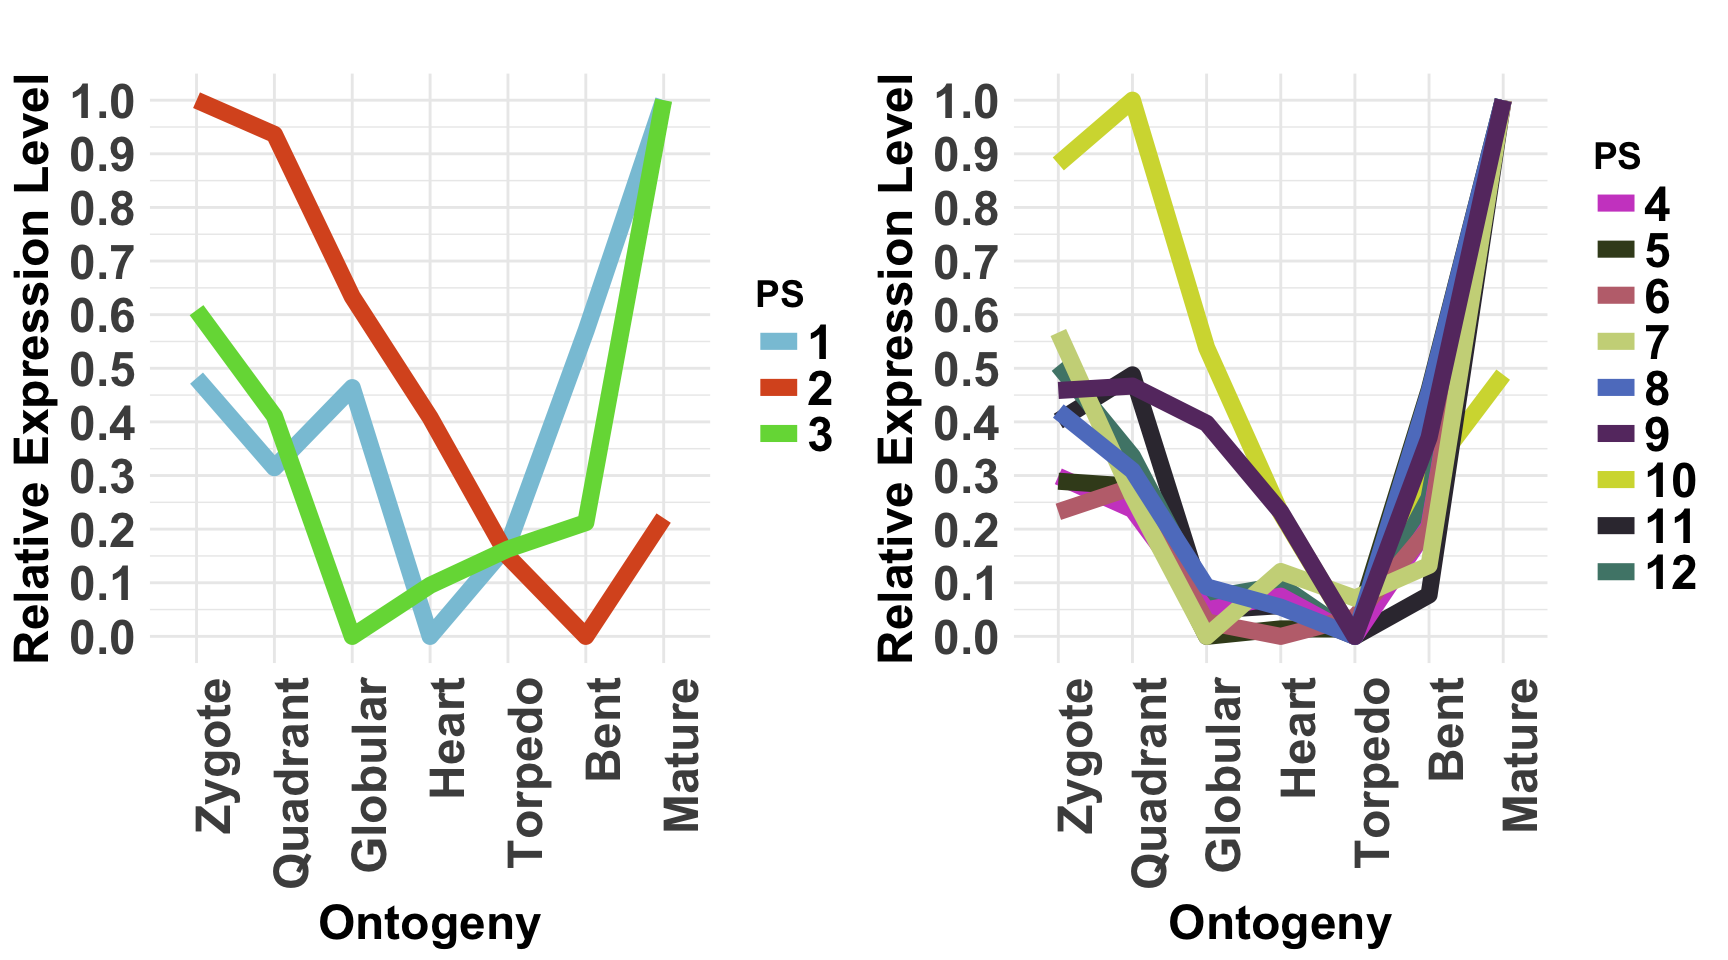 Relative Expression Level
1.0
0.9
0.8
0.7
0.6
0.5
0.4
0.3
0.2
0.1
0.0
Zygote
Quadrant
Globular
Heart
Torpedo
Bent
Mature
Ontogeny
PS
1
2
3
Relative Expression Level
1.0
0.9
0.8
0.7
0.6
0.5
0.4
0.3
0.2
0.1
0.0
Zygote
Quadrant
Globular
Heart
Torpedo
Bent
Mature
Ontogeny
PS
4
5
6
7
8
9
10
11
12